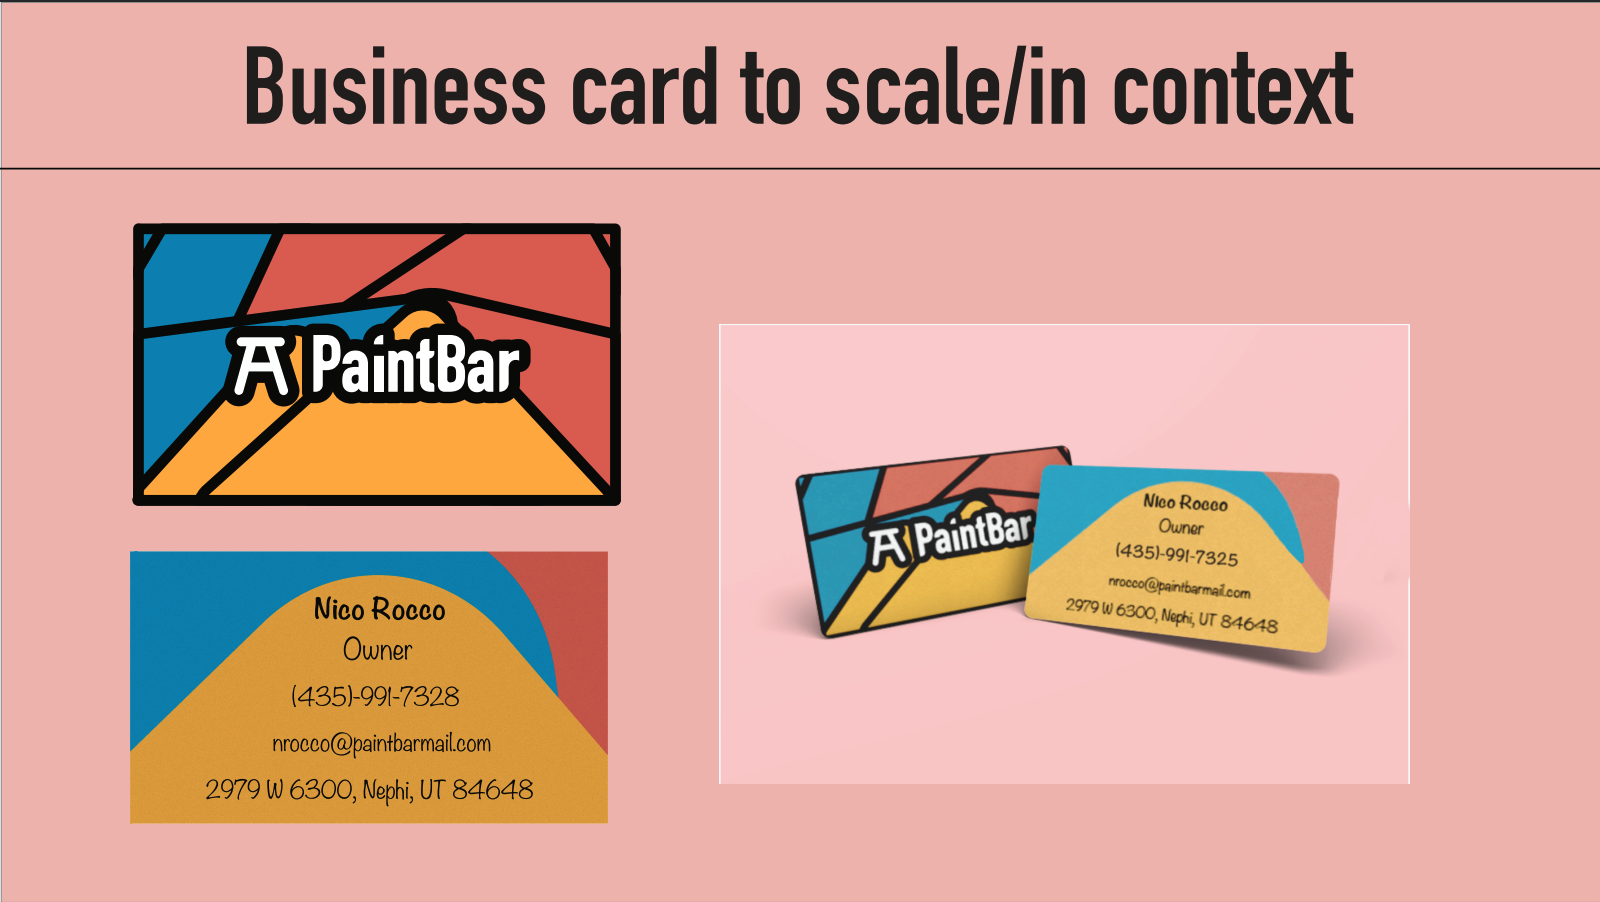 Business card to scale/in context
A PaintBar
Nico Rocco
Owner
(435)-991-7328
nrocco@paintbarmail.com
2979 W 6300, Nephi, UT 84648
A PaintBar
Nico Rocco
Owner
(435)-991-7325
nrocco@paintbarmail.com
2979 W 6300, Nephi, UT 84648